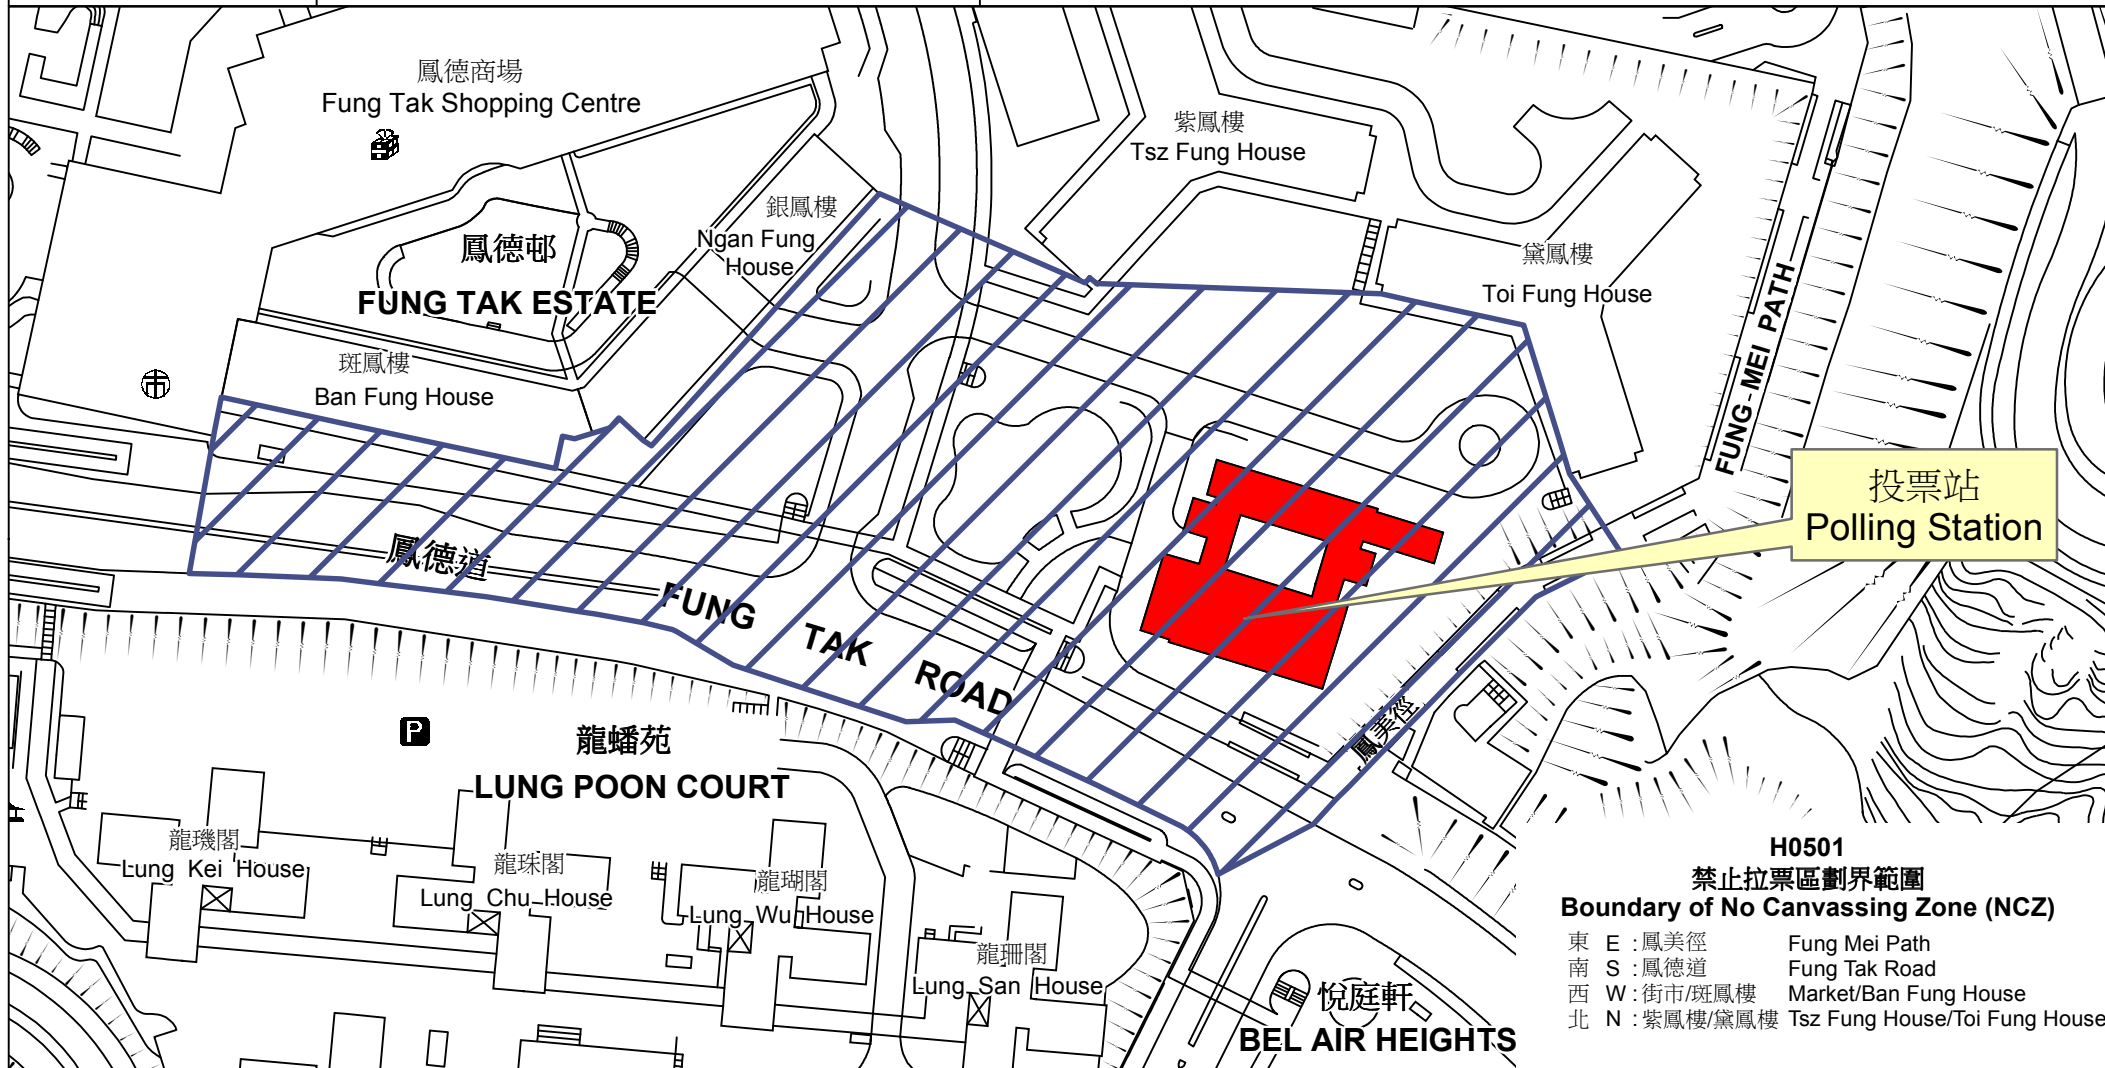 鳳德商場
Fung Tak Shopping Centre
紫鳳樓
Tsz Fung House
銀鳳樓
Ngan Fung
House
鳳德邨
FUNG TAK ESTATE
黛鳳樓
Toi Fung House
FUNG MEI PATH
斑鳳樓
Ban Fung House
投票站
Polling Station
鳳德道
FUNG TAK ROAD
鳳美徑
P
龍蟠苑
LUNG POON COURT
龍璣閣
Lung Kei House
龍珠閣
Lung Chu House
龍瑚閣
Lung Wu House
龍珊閣
Lung San House
悅庭軒
BEL AIR HEIGHTS
H0501
禁止拉票區劃界範圍
Boundary of No Canvassing Zone (NCZ)
東 E : 鳳美徑 Fung Mei Path
南 S : 鳳德道 Fung Tak Road
西 W : 街市/斑鳳樓 Market/Ban Fung House
北 N : 紫鳳樓/黛鳳樓 Tsz Fung House/Toi Fung House